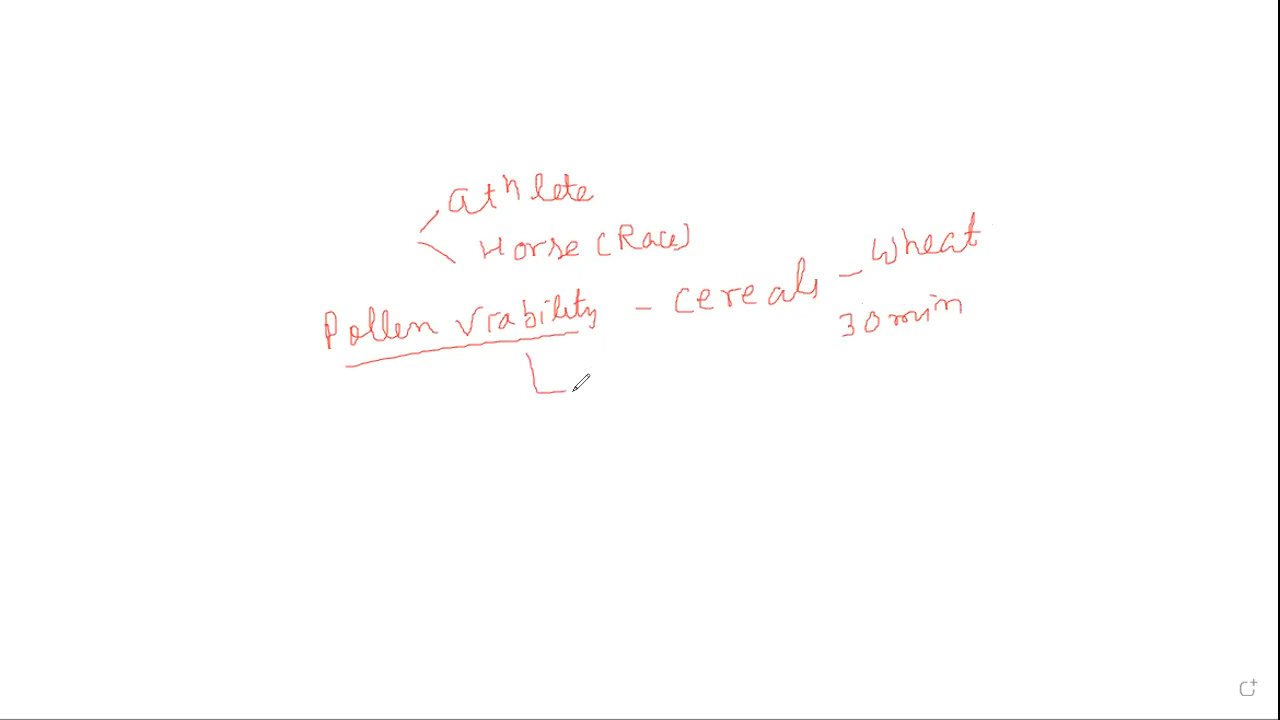 Athlete
Horse (Race)
Pollen Viability - Cereals - Wheat
30 min